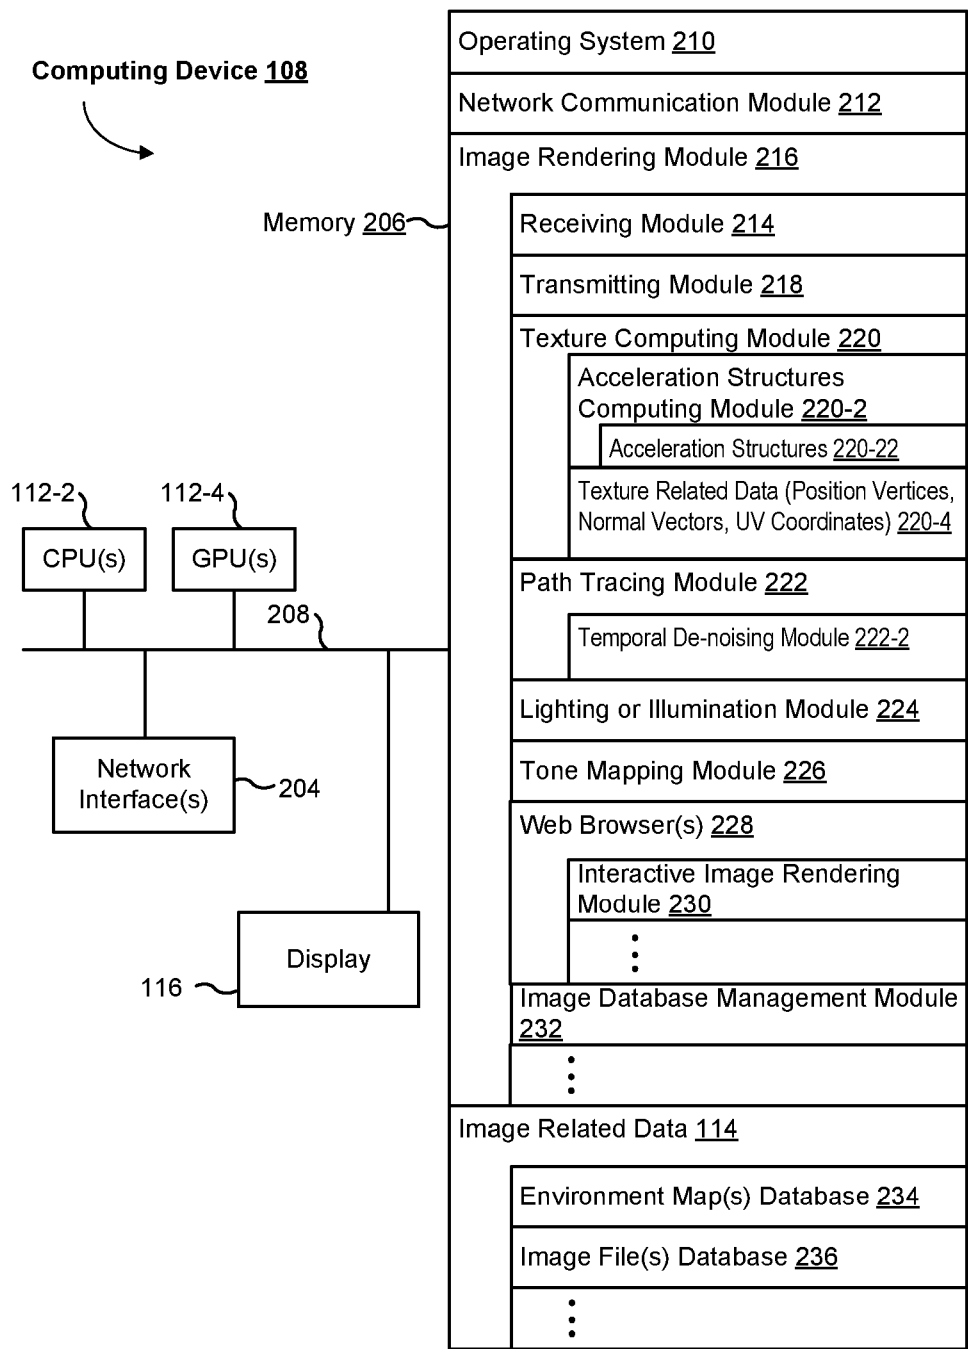 Computing Device 108
Memory 206
Operating System 210
Network Communication Module 212
Image Rendering Module 216
Receiving Module 214
Transmitting Module 218
Texture Computing Module 220
Acceleration Structures
Computing Module 220-2
Acceleration Structures 220-22
Texture Related Data (Position Vertices,
Normal Vectors, UV Coordinates) 220-4
Path Tracing Module 222
Temporal De-noising Module 222-2
Lighting or Illumination Module 224
Tone Mapping Module 226
Web Browser(s) 228
Interactive Image Rendering
Module 230
Image Database Management Module
232
Image Related Data 114
Environment Map(s) Database 234
Image File(s) Database 236
112-2
CPU(s)
112-4
GPU(s)
208
Network
Interface(s)
204
Display
116